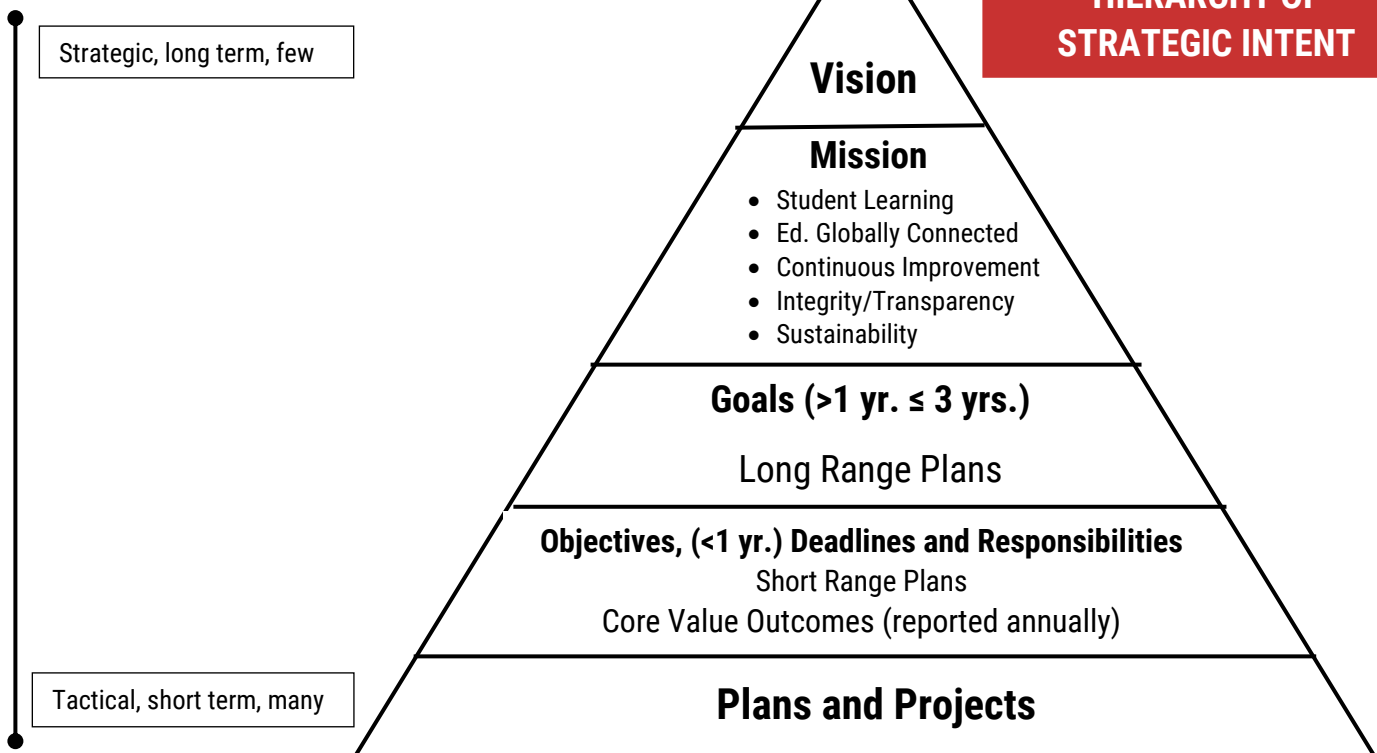 HIERARCHY OF
STRATEGIC INTENT
Strategic, long term, few
Vision
Mission
• Student Learning
• Ed. Globally Connected
• Continuous Improvement
• Integrity/Transparency
• Sustainability
Goals (>1 yr. ≤ 3 yrs.)
Long Range Plans
Objectives, (<1 yr.) Deadlines and Responsibilities
Short Range Plans
Core Value Outcomes (reported annually)
Tactical, short term, many
Plans and Projects